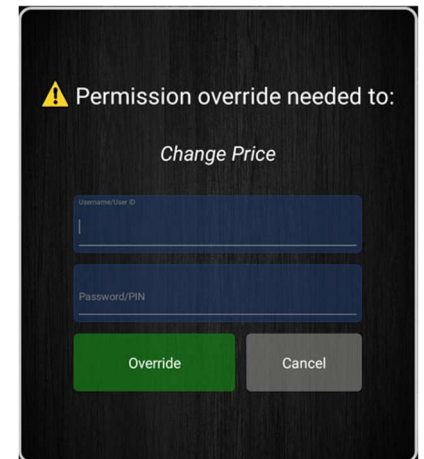 Permission override needed to:
Change Price
Username/User ID
Password/PIN
Override
Cancel